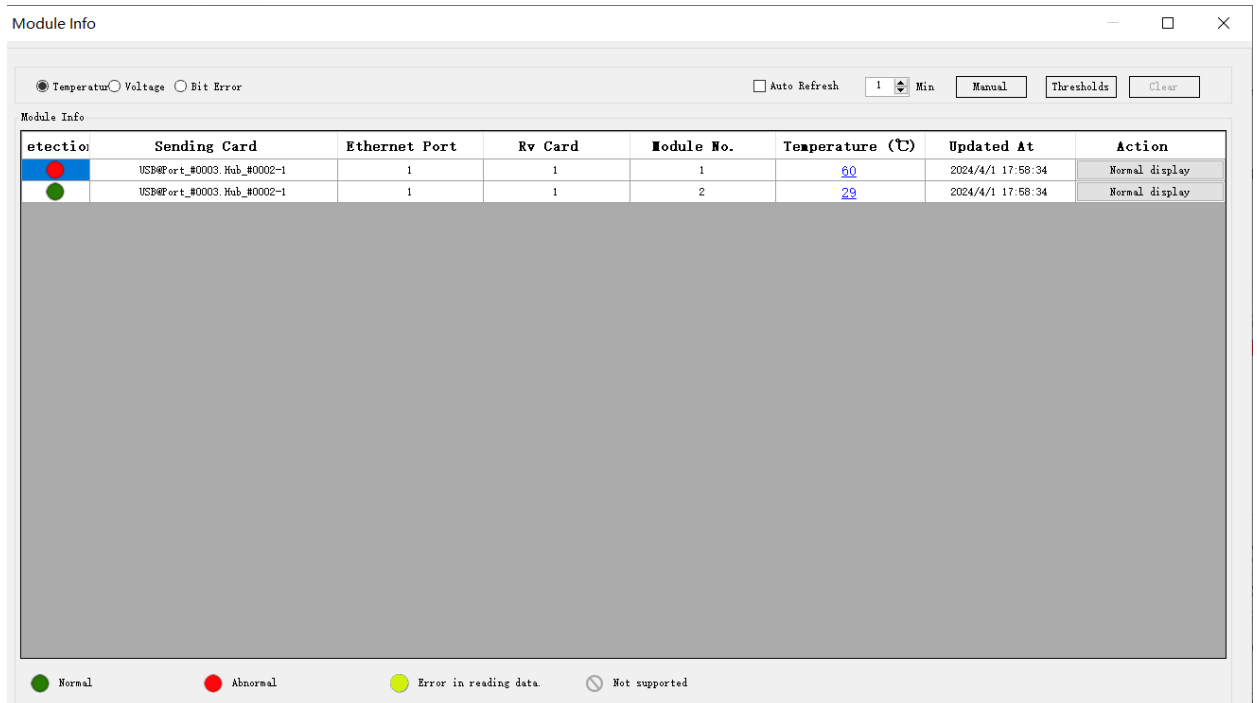 Module Info
Temperatur Voltage Bit Error Auto Refresh 1 Min Manual Thresholds Clear
Module Info
etection Sending Card Ethernet Port Rv Card Module No. Temperature (℃) Updated At Action
USB@Port_#0003.Hub_#0002-1 1 1 1 60 2024/4/1 17:58:34 Normal display
USB@Port_#0003.Hub_#0002-1 1 1 2 29 2024/4/1 17:58:34 Normal display
Normal Abnormal Error in reading data. Not supported